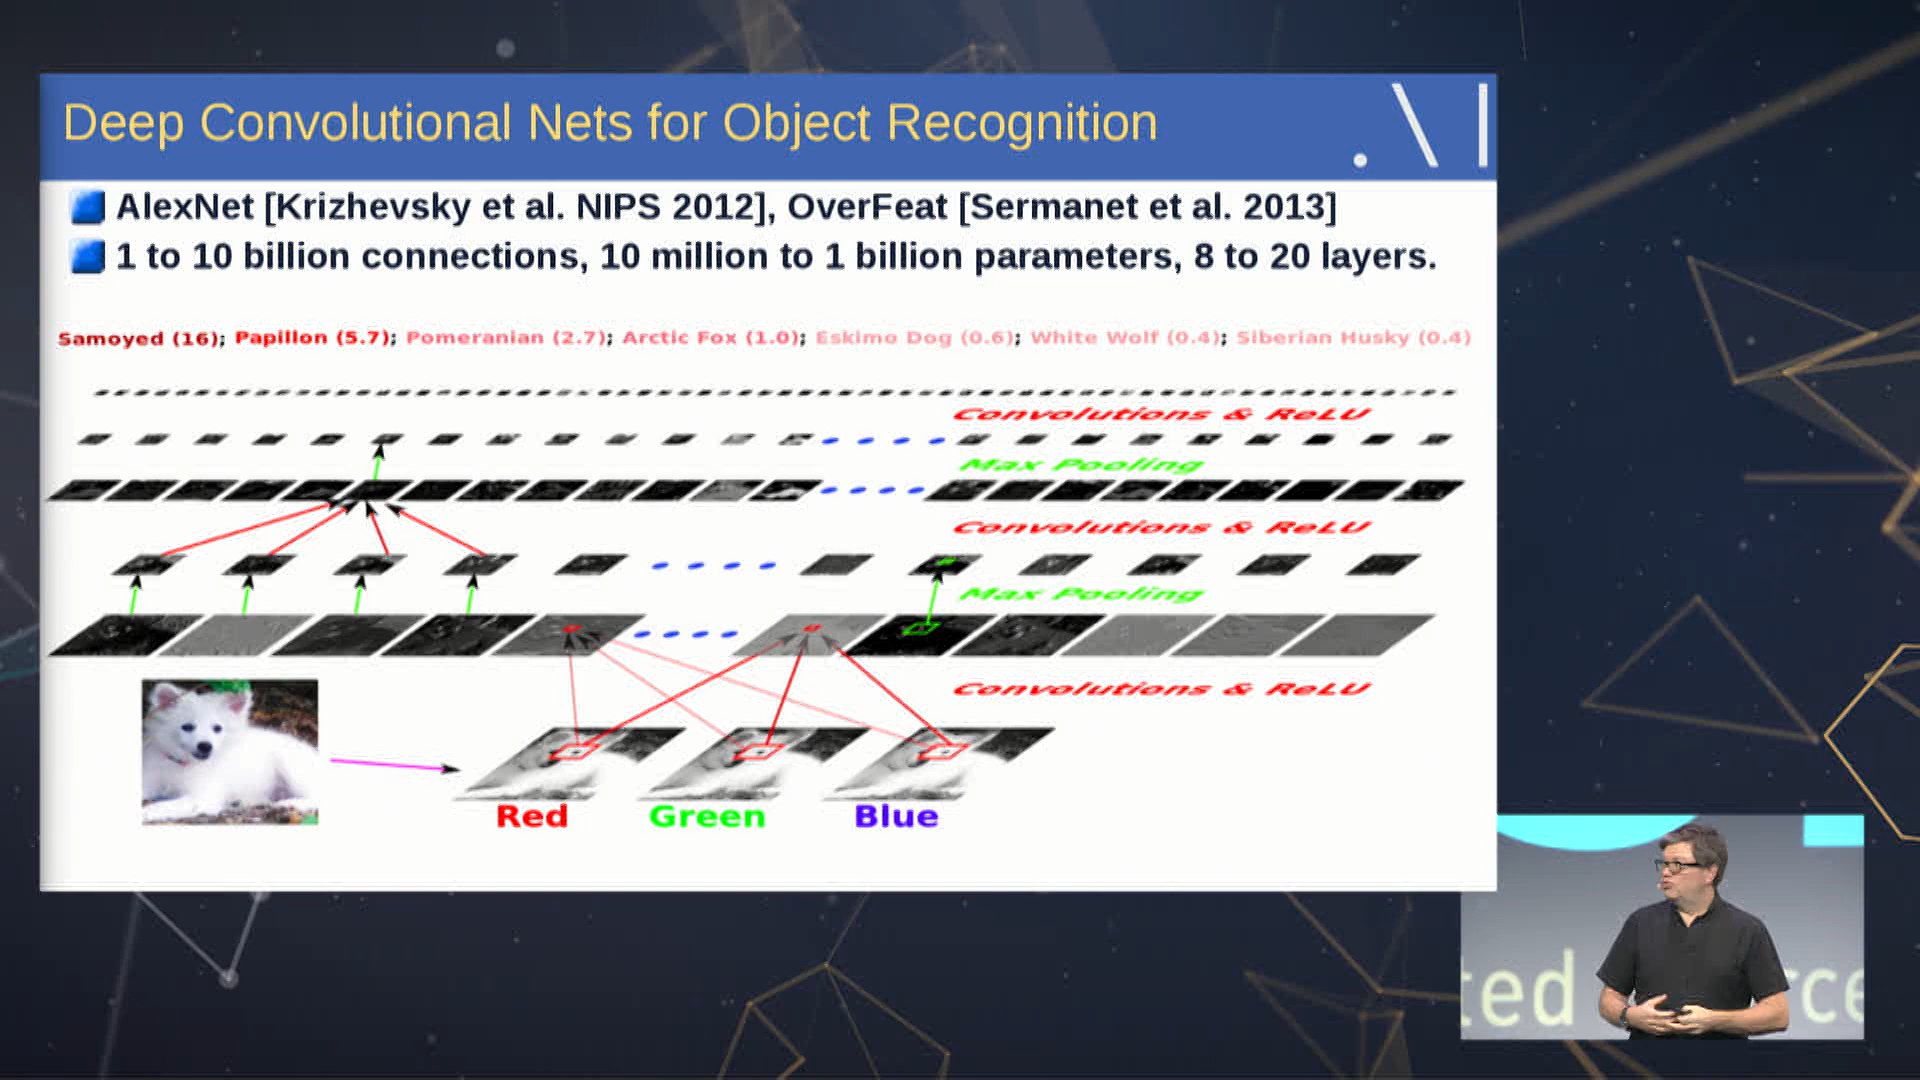 Deep Convolutional Nets for Object Recognition
. \ |
AlexNet [Krizhevsky et al. NIPS 2012], OverFeat [Sermanet et al. 2013]
1 to 10 billion connections, 10 million to 1 billion parameters, 8 to 20 layers.
Samoyed (16); Papillon (5.7); Pomeranian (2.7); Arctic Fox (1.0); Eskimo Dog (0.6); White Wolf (0.4); Siberian Husky (0.4)
Convolutions & ReLU
Max Pooling
Convolutions & ReLU
Max Pooling
Convolutions & ReLU
Red Green Blue
ted rce